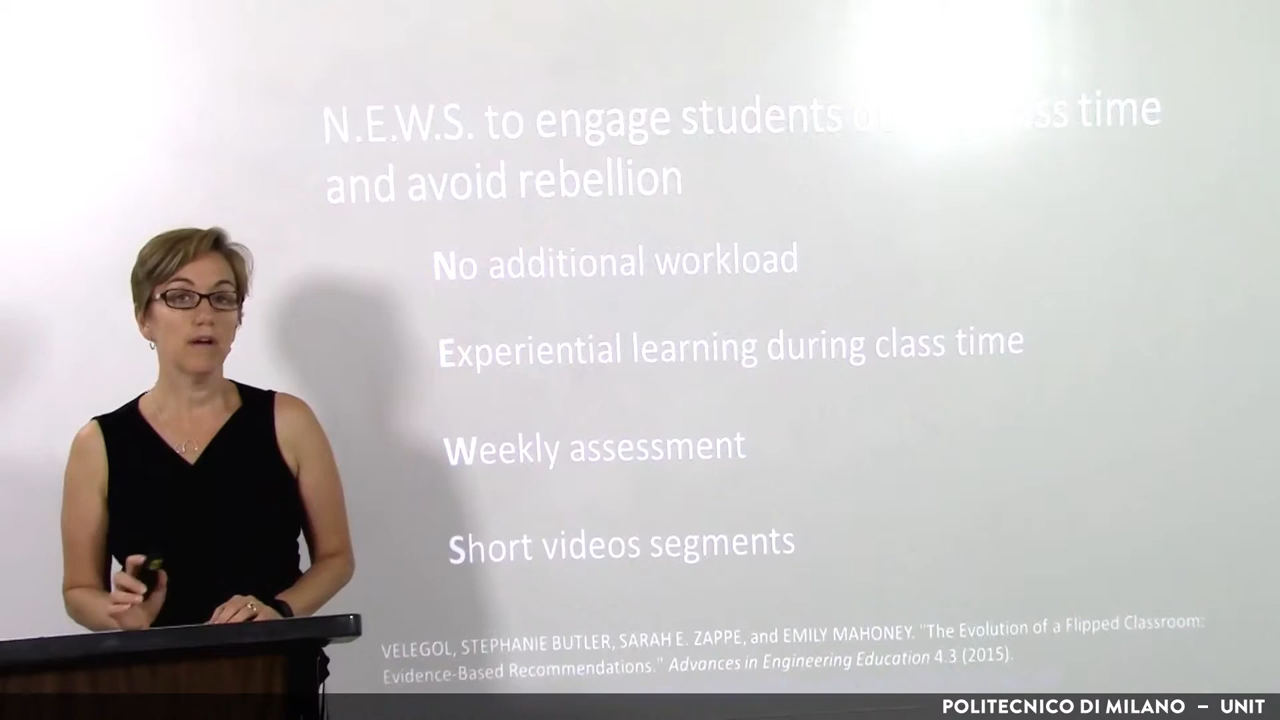 N.E.W.S. to engage students time
and avoid rebellion
No additional workload
Experiential learning during class time
Weekly assessment
Short videos segments
VELEGOL, STEPHANIE BUTLER, SARAH E. ZAPPE, and EMILY MAHONEY. "The Evolution of a Flipped Classroom:
Evidence-Based Recommendations." Advances in Engineering Education 4.3 (2015).
POLITECNICO DI MILANO – UNIT